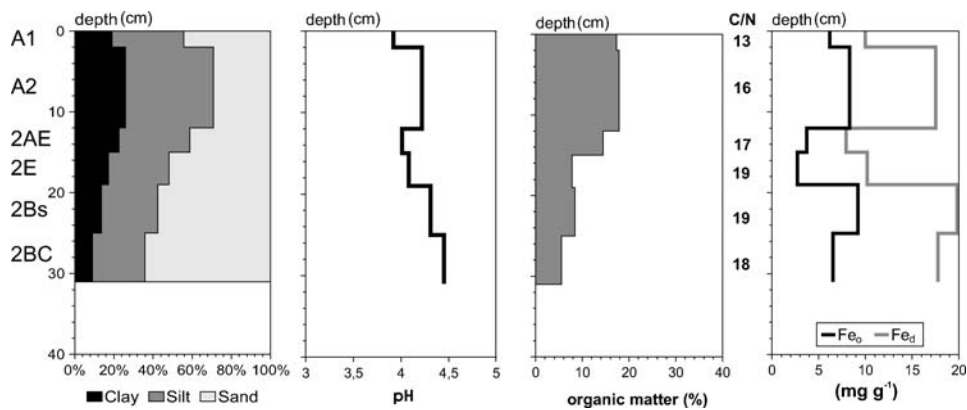 depth(cm)
depth (cm)
depth (cm)
C/N
depth (cm)
A1
A2
2AE
2E
2Bs
2BC
0
10
20
30
40
0% 20% 40% 60% 80% 100%
Clay Silt Sand
3 3,5 4 4,5 5
pH
0 10 20 30 40
organic matter (%)
13
16
17
19
19
18
Feₒ Fe_d
0 5 10 15 20
(mg g⁻¹)